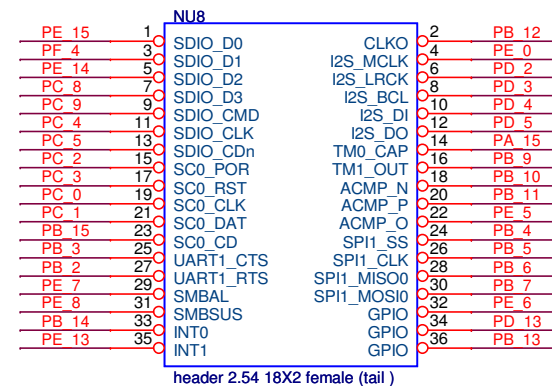 NU8
PE_15 1 SDIO_D0 CLKO 2 PB_12
PF_4 3 SDIO_D1 I2S_MCLK 4 PE_0
PE_14 5 SDIO_D2 I2S_LRCK 6 PD_2
PC_8 7 SDIO_D3 I2S_BCL 8 PD_3
PC_9 9 SDIO_CMD I2S_DI 10 PD_4
PC_4 11 SDIO_CLK I2S_DO 12 PD_5
PC_5 13 SDIO_CDn TM0_CAP 14 PA_15
PC_2 15 SC0_POR TM1_OUT 16 PB_9
PC_3 17 SC0_RST ACMP_N 18 PB_10
PC_0 19 SC0_CLK ACMP_P 20 PB_11
PC_1 21 SC0_DAT ACMP_O 22 PE_5
PB_15 23 SC0_CD SPI1_SS 24 PB_4
PB_3 25 UART1_CTS SPI1_CLK 26 PB_5
PB_2 27 UART1_RTS SPI1_MISO0 28 PB_6
PE_7 29 SMBAL SPI1_MOSI0 30 PB_7
PE_8 31 SMBSUS GPIO 32 PE_6
PB_14 33 INT0 GPIO 34 PD_13
PE_13 35 INT1 GPIO 36 PB_13
header 2.54 18X2 female (tail )